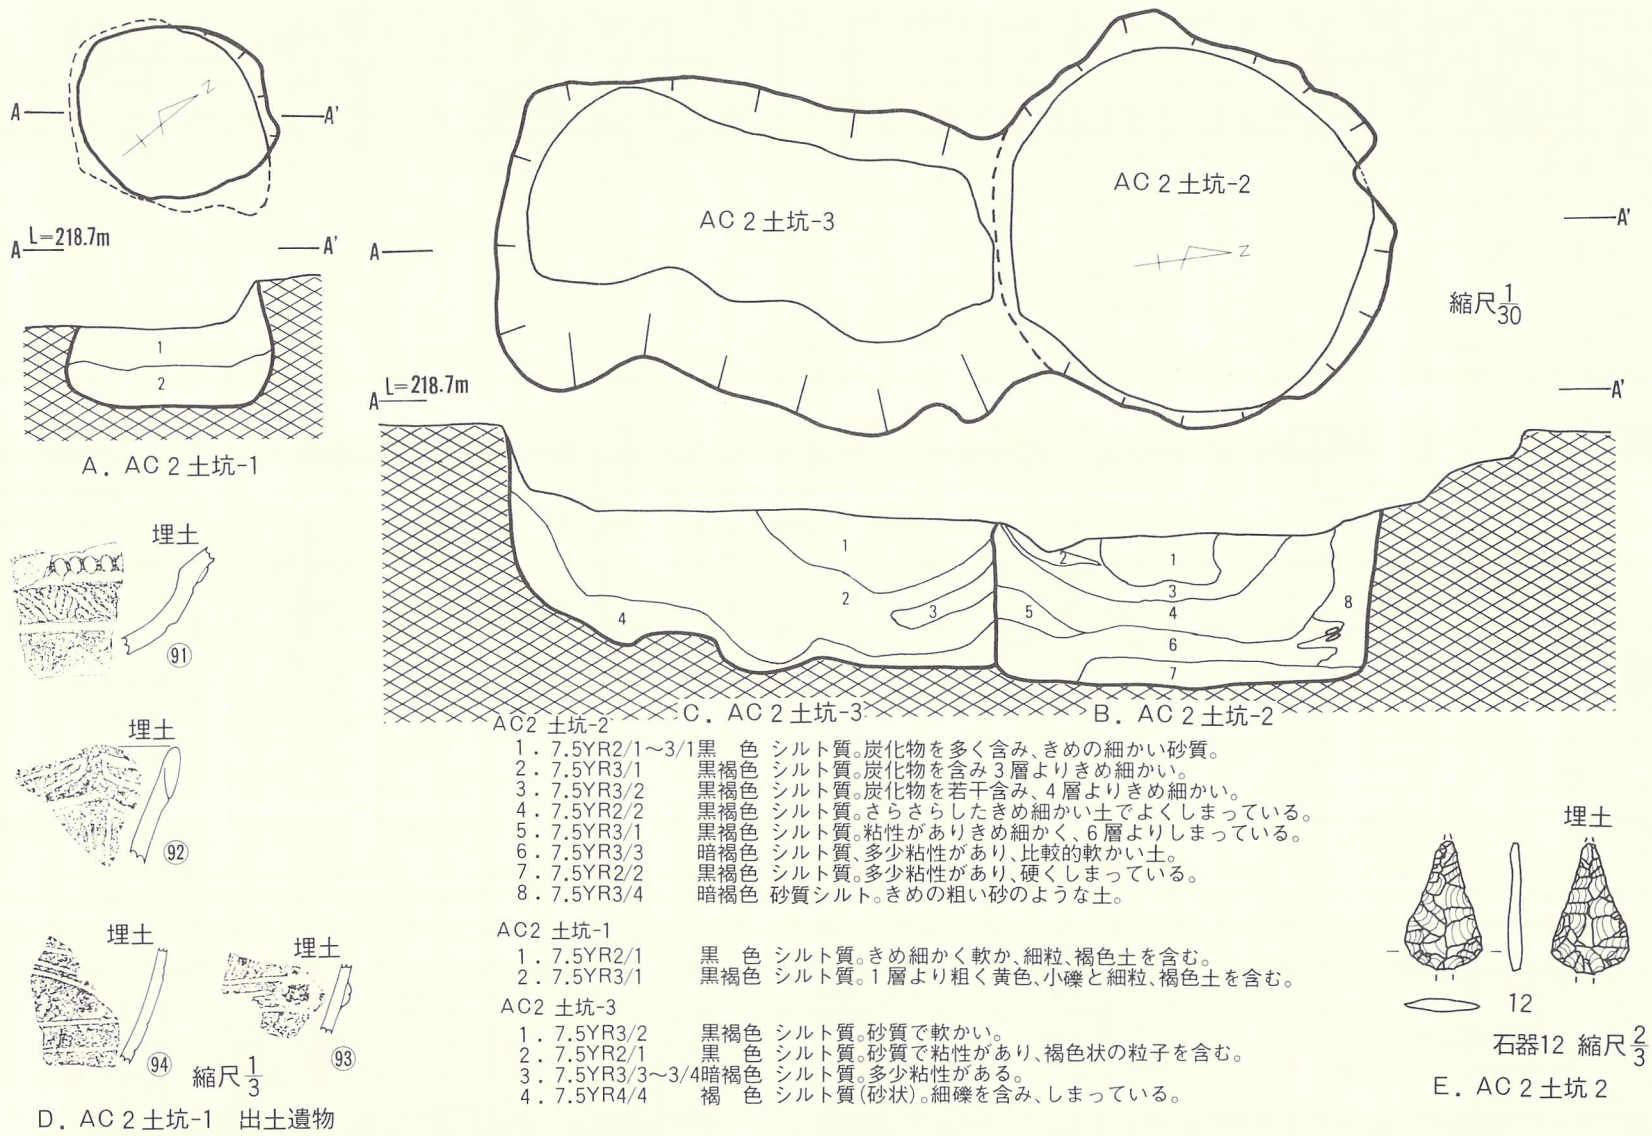 A A'
Z
A L=218.7m A'
1
2
A. AC2土坑-1
AC2土坑-3
AC2土坑-2
Z
A A'
縮尺1/30
A L=218.7m A'
1
2
3
4
1
2
3
4
5
6
7
8
C. AC2土坑-3
B. AC2土坑-2
埋土
91
埋土
92
埋土
94
埋土
93
縮尺1/3
D. AC2土坑-1 出土遺物
AC2 土坑-2
1. 7.5YR2/1～3/1黒 色 シルト質。炭化物を多く含み、きめの細かい砂質。
2. 7.5YR3/1 黒褐色 シルト質。炭化物を含み3層よりきめ細かい。
3. 7.5YR3/2 黒褐色 シルト質。炭化物を若干含み、4層よりきめ細かい。
4. 7.5YR2/2 黒褐色 シルト質。さらさらしたきめ細かい土でよくしまっている。
5. 7.5YR3/1 黒褐色 シルト質。粘性がありきめ細かく、6層よりしまっている。
6. 7.5YR3/3 暗褐色 シルト質、多少粘性があり、比較的軟かい土。
7. 7.5YR2/2 黒褐色 シルト質。多少粘性があり、硬くしまっている。
8. 7.5YR3/4 暗褐色 砂質シルト。きめの粗い砂のような土。
AC2 土坑-1
1. 7.5YR2/1 黒 色 シルト質。きめ細かく軟か、細粒、褐色土を含む。
2. 7.5YR3/1 黒褐色 シルト質。1層より粗く黄色、小礫と細粒、褐色土を含む。
AC2 土坑-3
1. 7.5YR3/2 黒褐色 シルト質。砂質で軟かい。
2. 7.5YR2/1 黒 色 シルト質。砂質で粘性があり、褐色状の粒子を含む。
3. 7.5YR3/3～3/4暗褐色 シルト質。多少粘性がある。
4. 7.5YR4/4 褐 色 シルト質(砂状)。細礫を含み、しまっている。
埋土
12
石器12 縮尺2/3
E. AC2土坑2